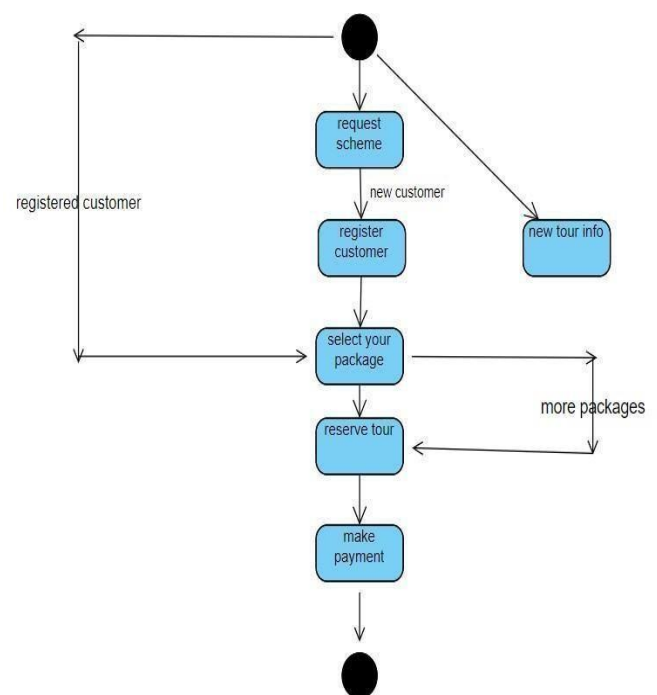 request
scheme
new customer
registered customer
register
customer
new tour info
select your
package
more packages
reserve tour
make
payment